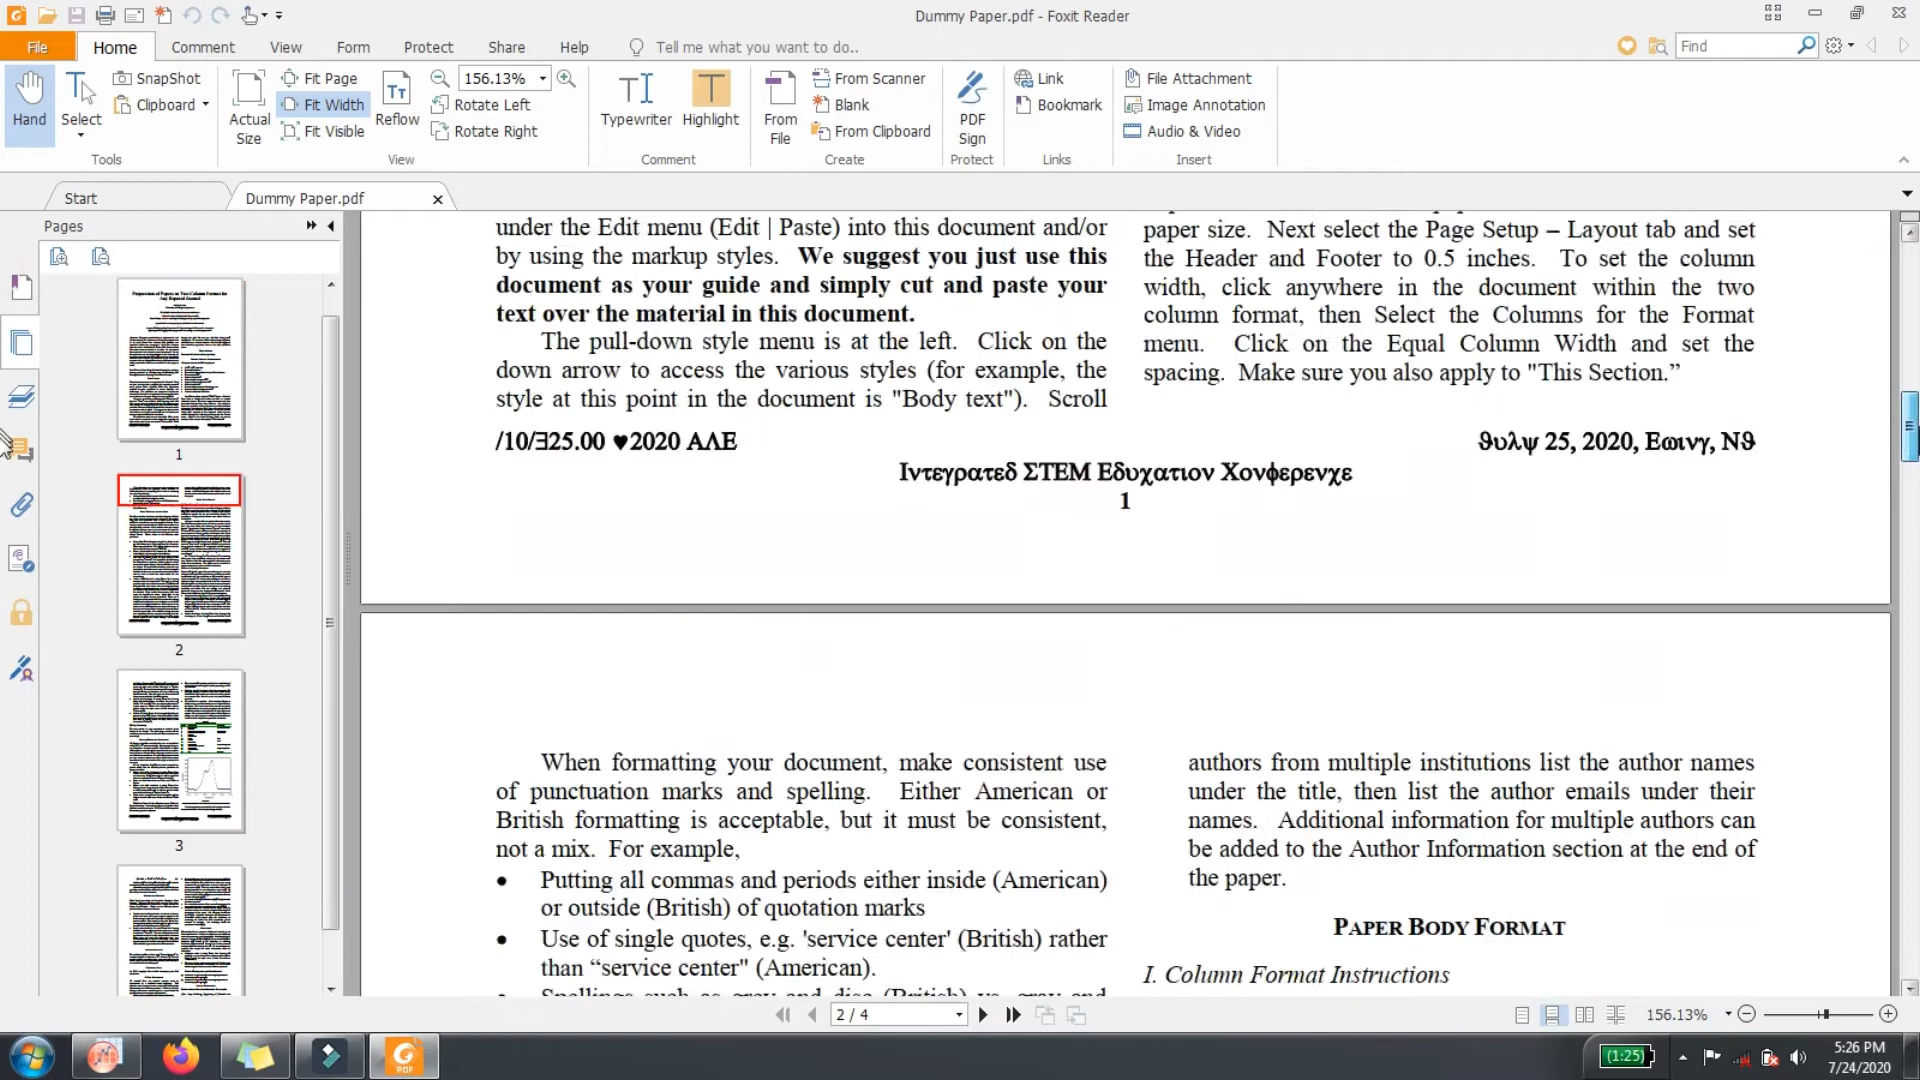 Dummy Paper.pdf - Foxit Reader
File Home Comment View Form Protect Share Help Tell me what you want to do.. Find
Hand
Select
SnapShot
Clipboard
Tools
Actual Size
Fit Page
Fit Width
Fit Visible
Reflow
156.13%
Rotate Left
Rotate Right
View
Typewriter
Highlight
Comment
From File
From Scanner
Blank
From Clipboard
Create
PDF Sign
Protect
Link
Bookmark
Links
File Attachment
Image Annotation
Audio & Video
Insert
Start
Dummy Paper.pdf
Pages
1
2
3
under the Edit menu (Edit | Paste) into this document and/or
by using the markup styles. We suggest you just use this
document as your guide and simply cut and paste your
text over the material in this document.
The pull-down style menu is at the left. Click on the
down arrow to access the various styles (for example, the
style at this point in the document is "Body text"). Scroll
paper size. Next select the Page Setup – Layout tab and set
the Header and Footer to 0.5 inches. To set the column
width, click anywhere in the document within the two
column format, then Select the Columns for the Format
menu. Click on the Equal Column Width and set the
spacing. Make sure you also apply to "This Section.”
/10/∃25.00 ♥2020 ΑΛΕ
ϑυλψ 25, 2020, Εωινγ, Νϑ
Ιντεγρατεδ ΣΤΕΜ Εδυχατιον Χονφερενχε
1
When formatting your document, make consistent use
of punctuation marks and spelling. Either American or
British formatting is acceptable, but it must be consistent,
not a mix. For example,
• Putting all commas and periods either inside (American)
or outside (British) of quotation marks
• Use of single quotes, e.g. 'service center' (British) rather
than “service center" (American).
authors from multiple institutions list the author names
under the title, then list the author emails under their
names. Additional information for multiple authors can
be added to the Author Information section at the end of
the paper.
PAPER BODY FORMAT
I. Column Format Instructions
2 / 4
156.13%
PDF
(1:25)
5:26 PM
7/24/2020